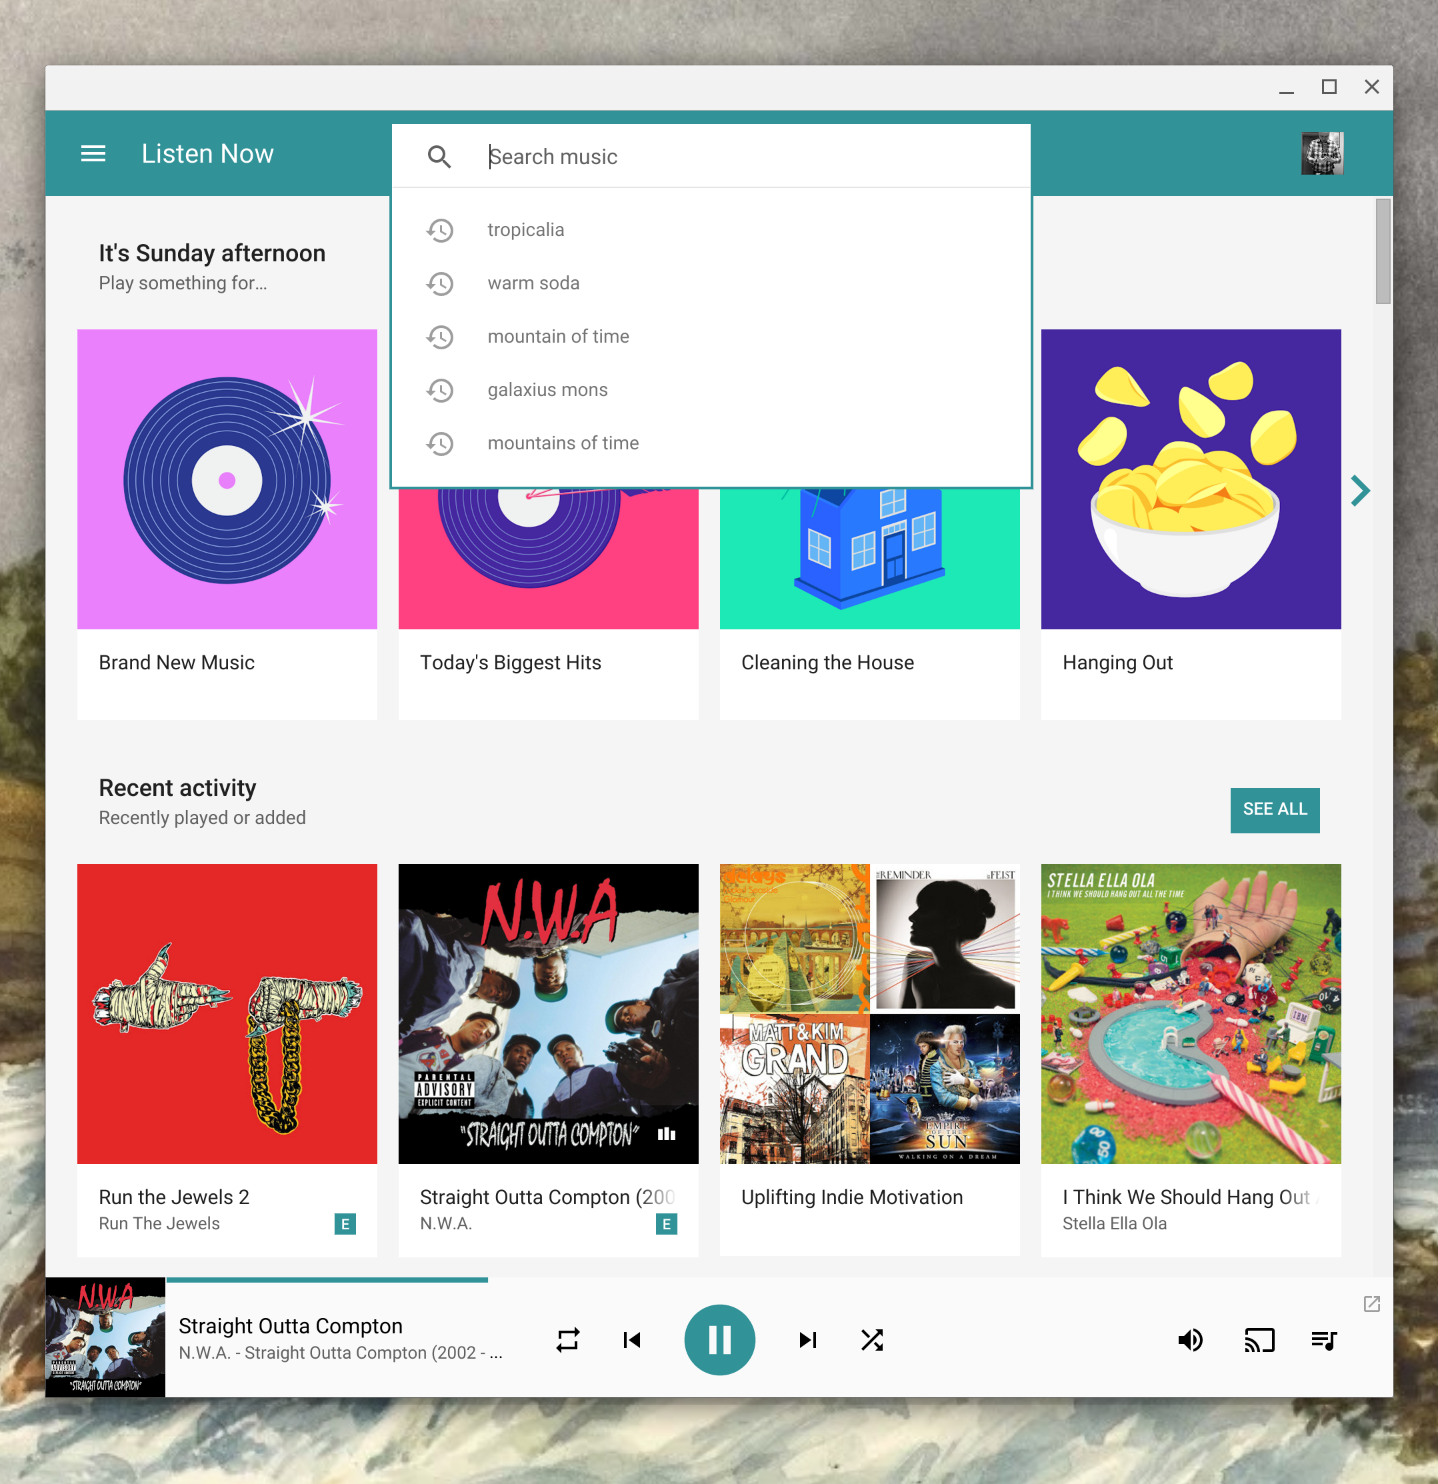 Listen Now
Search music
tropicalia
warm soda
mountain of time
galaxius mons
mountains of time
It's Sunday afternoon
Play something for...
Brand New Music
Today's Biggest Hits
Cleaning the House
Hanging Out
Recent activity
Recently played or added
SEE ALL
N.W.A
PARENTAL
ADVISORY
EXPLICIT CONTENT
"STRAIGHT OUTTA COMPTON"
REMINDER
FEIST
MATT&KIM
GRAND
EMPIRE
OF THE
SUN
WALKING ON A DREAM
STELLA ELLA OLA
I THINK WE SHOULD HANG OUT ALL THE TIME
IBM
Run the Jewels 2
Run The Jewels
E
Straight Outta Compton (200
N.W.A.
E
Uplifting Indie Motivation
I Think We Should Hang Out
Stella Ella Ola
N.W.A
"STRAIGHT OUTTA COMPTON"
Straight Outta Compton
N.W.A. - Straight Outta Compton (2002 - ...